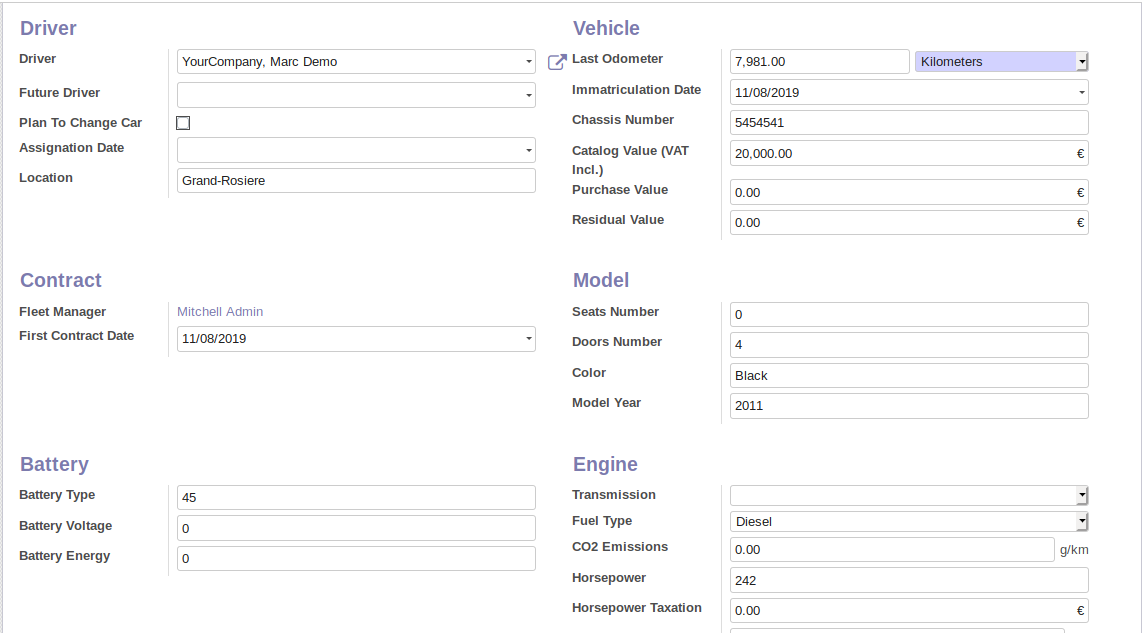 Driver
Driver YourCompany, Marc Demo
Future Driver
Plan To Change Car
Assignation Date
Location Grand-Rosiere
Vehicle
Last Odometer 7,981.00 Kilometers
Immatriculation Date 11/08/2019
Chassis Number 5454541
Catalog Value (VAT
Incl.) 20,000.00 €
Purchase Value 0.00 €
Residual Value 0.00 €
Contract
Fleet Manager Mitchell Admin
First Contract Date 11/08/2019
Model
Seats Number 0
Doors Number 4
Color Black
Model Year 2011
Battery
Battery Type 45
Battery Voltage 0
Battery Energy 0
Engine
Transmission
Fuel Type Diesel
CO2 Emissions 0.00 g/km
Horsepower 242
Horsepower Taxation 0.00 €